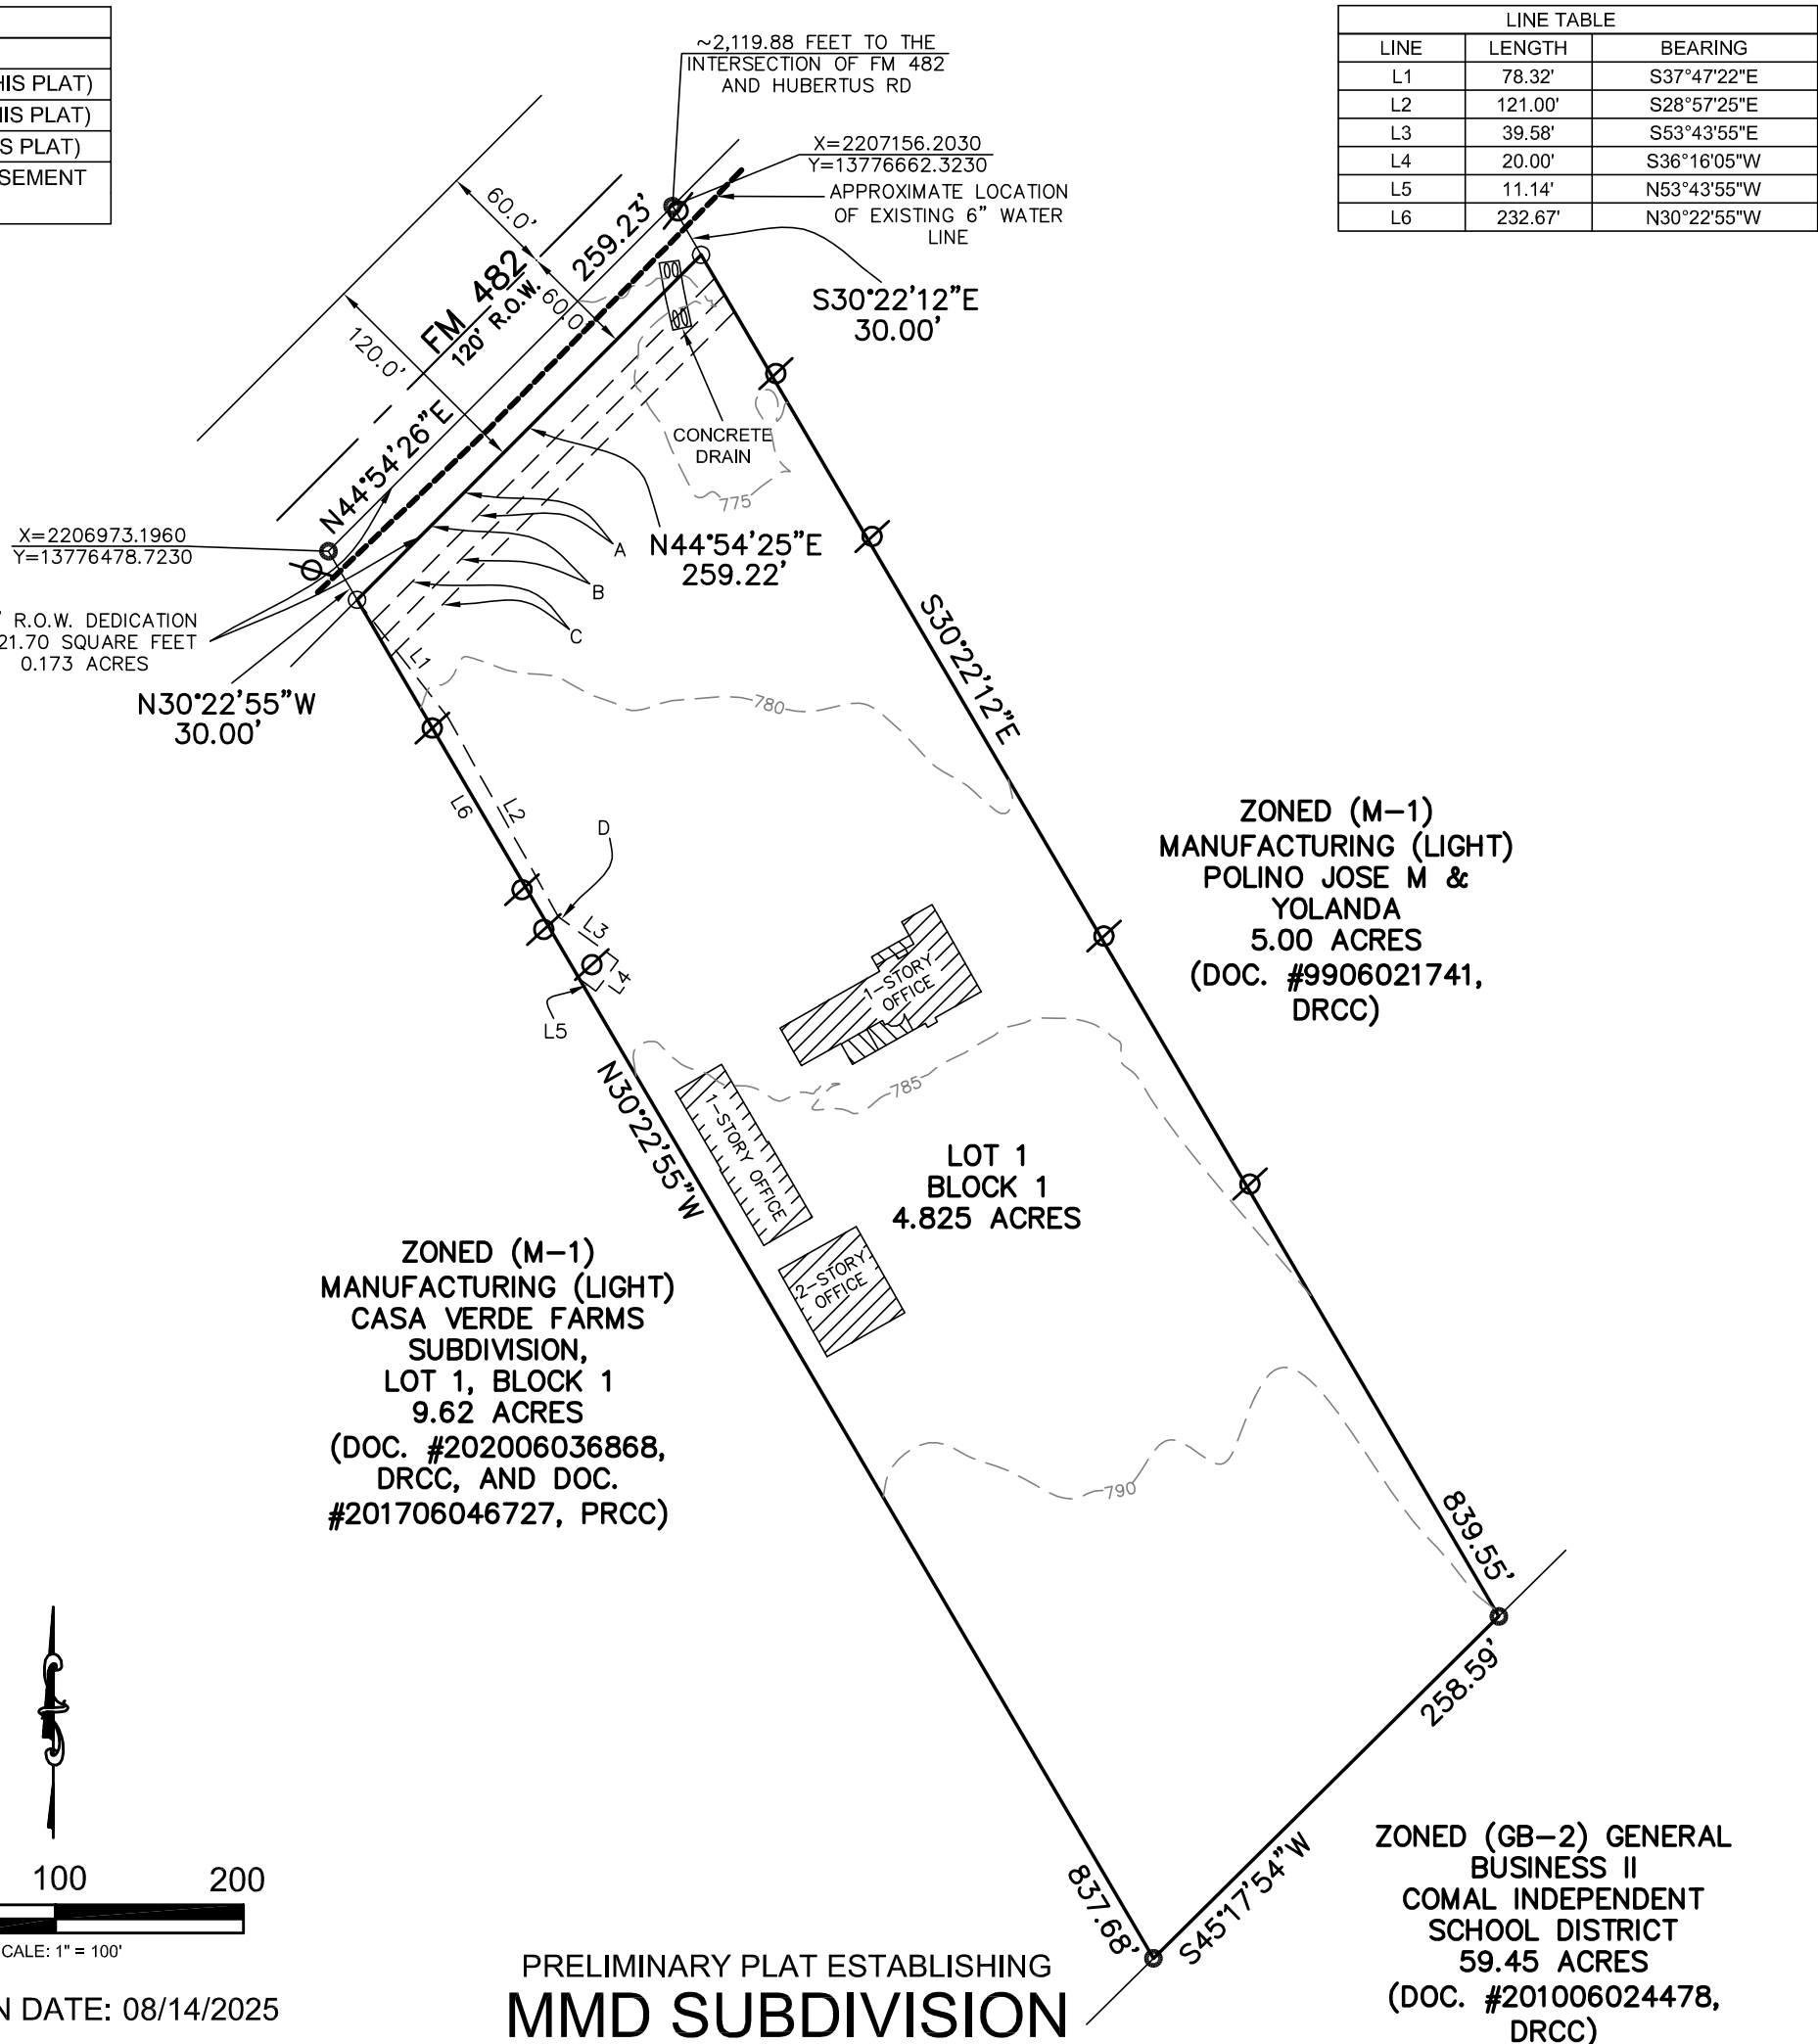 HIS PLAT)
HIS PLAT)
S PLAT)
SEMENT
~2,119.88 FEET TO THE
INTERSECTION OF FM 482
AND HUBERTUS RD
X=2207156.2030
Y=13776662.3230
APPROXIMATE LOCATION
OF EXISTING 6" WATER
LINE
LINE TABLE
LINE LENGTH BEARING
L1 78.32' S37°47'22"E
L2 121.00' S28°57'25"E
L3 39.58' S53°43'55"E
L4 20.00' S36°16'05"W
L5 11.14' N53°43'55"W
L6 232.67' N30°22'55"W
60.0'
259.23'
FM 482
120' R.O.W.
60.0'
120.0'
N44°54'26"E
S30°22'12"E
30.00'
CONCRETE
DRAIN
775
X=2206973.1960
Y=13776478.7230
A
B
C
N44°54'25"E
259.22'
' R.O.W. DEDICATION
21.70 SQUARE FEET
0.173 ACRES
N30°22'55"W
30.00'
L1
780
S30°22'12"E
L6
L2
D
L3
L4
L5
ZONED (M-1)
MANUFACTURING (LIGHT)
POLINO JOSE M &
YOLANDA
5.00 ACRES
(DOC. #9906021741,
DRCC)
1-STORY
OFFICE
N30°22'55"W
785
1-STORY OFFICE
LOT 1
BLOCK 1
4.825 ACRES
2-STORY
OFFICE
ZONED (M-1)
MANUFACTURING (LIGHT)
CASA VERDE FARMS
SUBDIVISION,
LOT 1, BLOCK 1
9.62 ACRES
(DOC. #202006036868,
DRCC, AND DOC.
#201706046727, PRCC)
790
839.55'
258.59'
837.68'
S45°17'54"W
ZONED (GB-2) GENERAL
BUSINESS II
COMAL INDEPENDENT
SCHOOL DISTRICT
59.45 ACRES
(DOC. #201006024478,
DRCC)
100 200
CALE: 1" = 100'
N DATE: 08/14/2025
PRELIMINARY PLAT ESTABLISHING
MMD SUBDIVISION